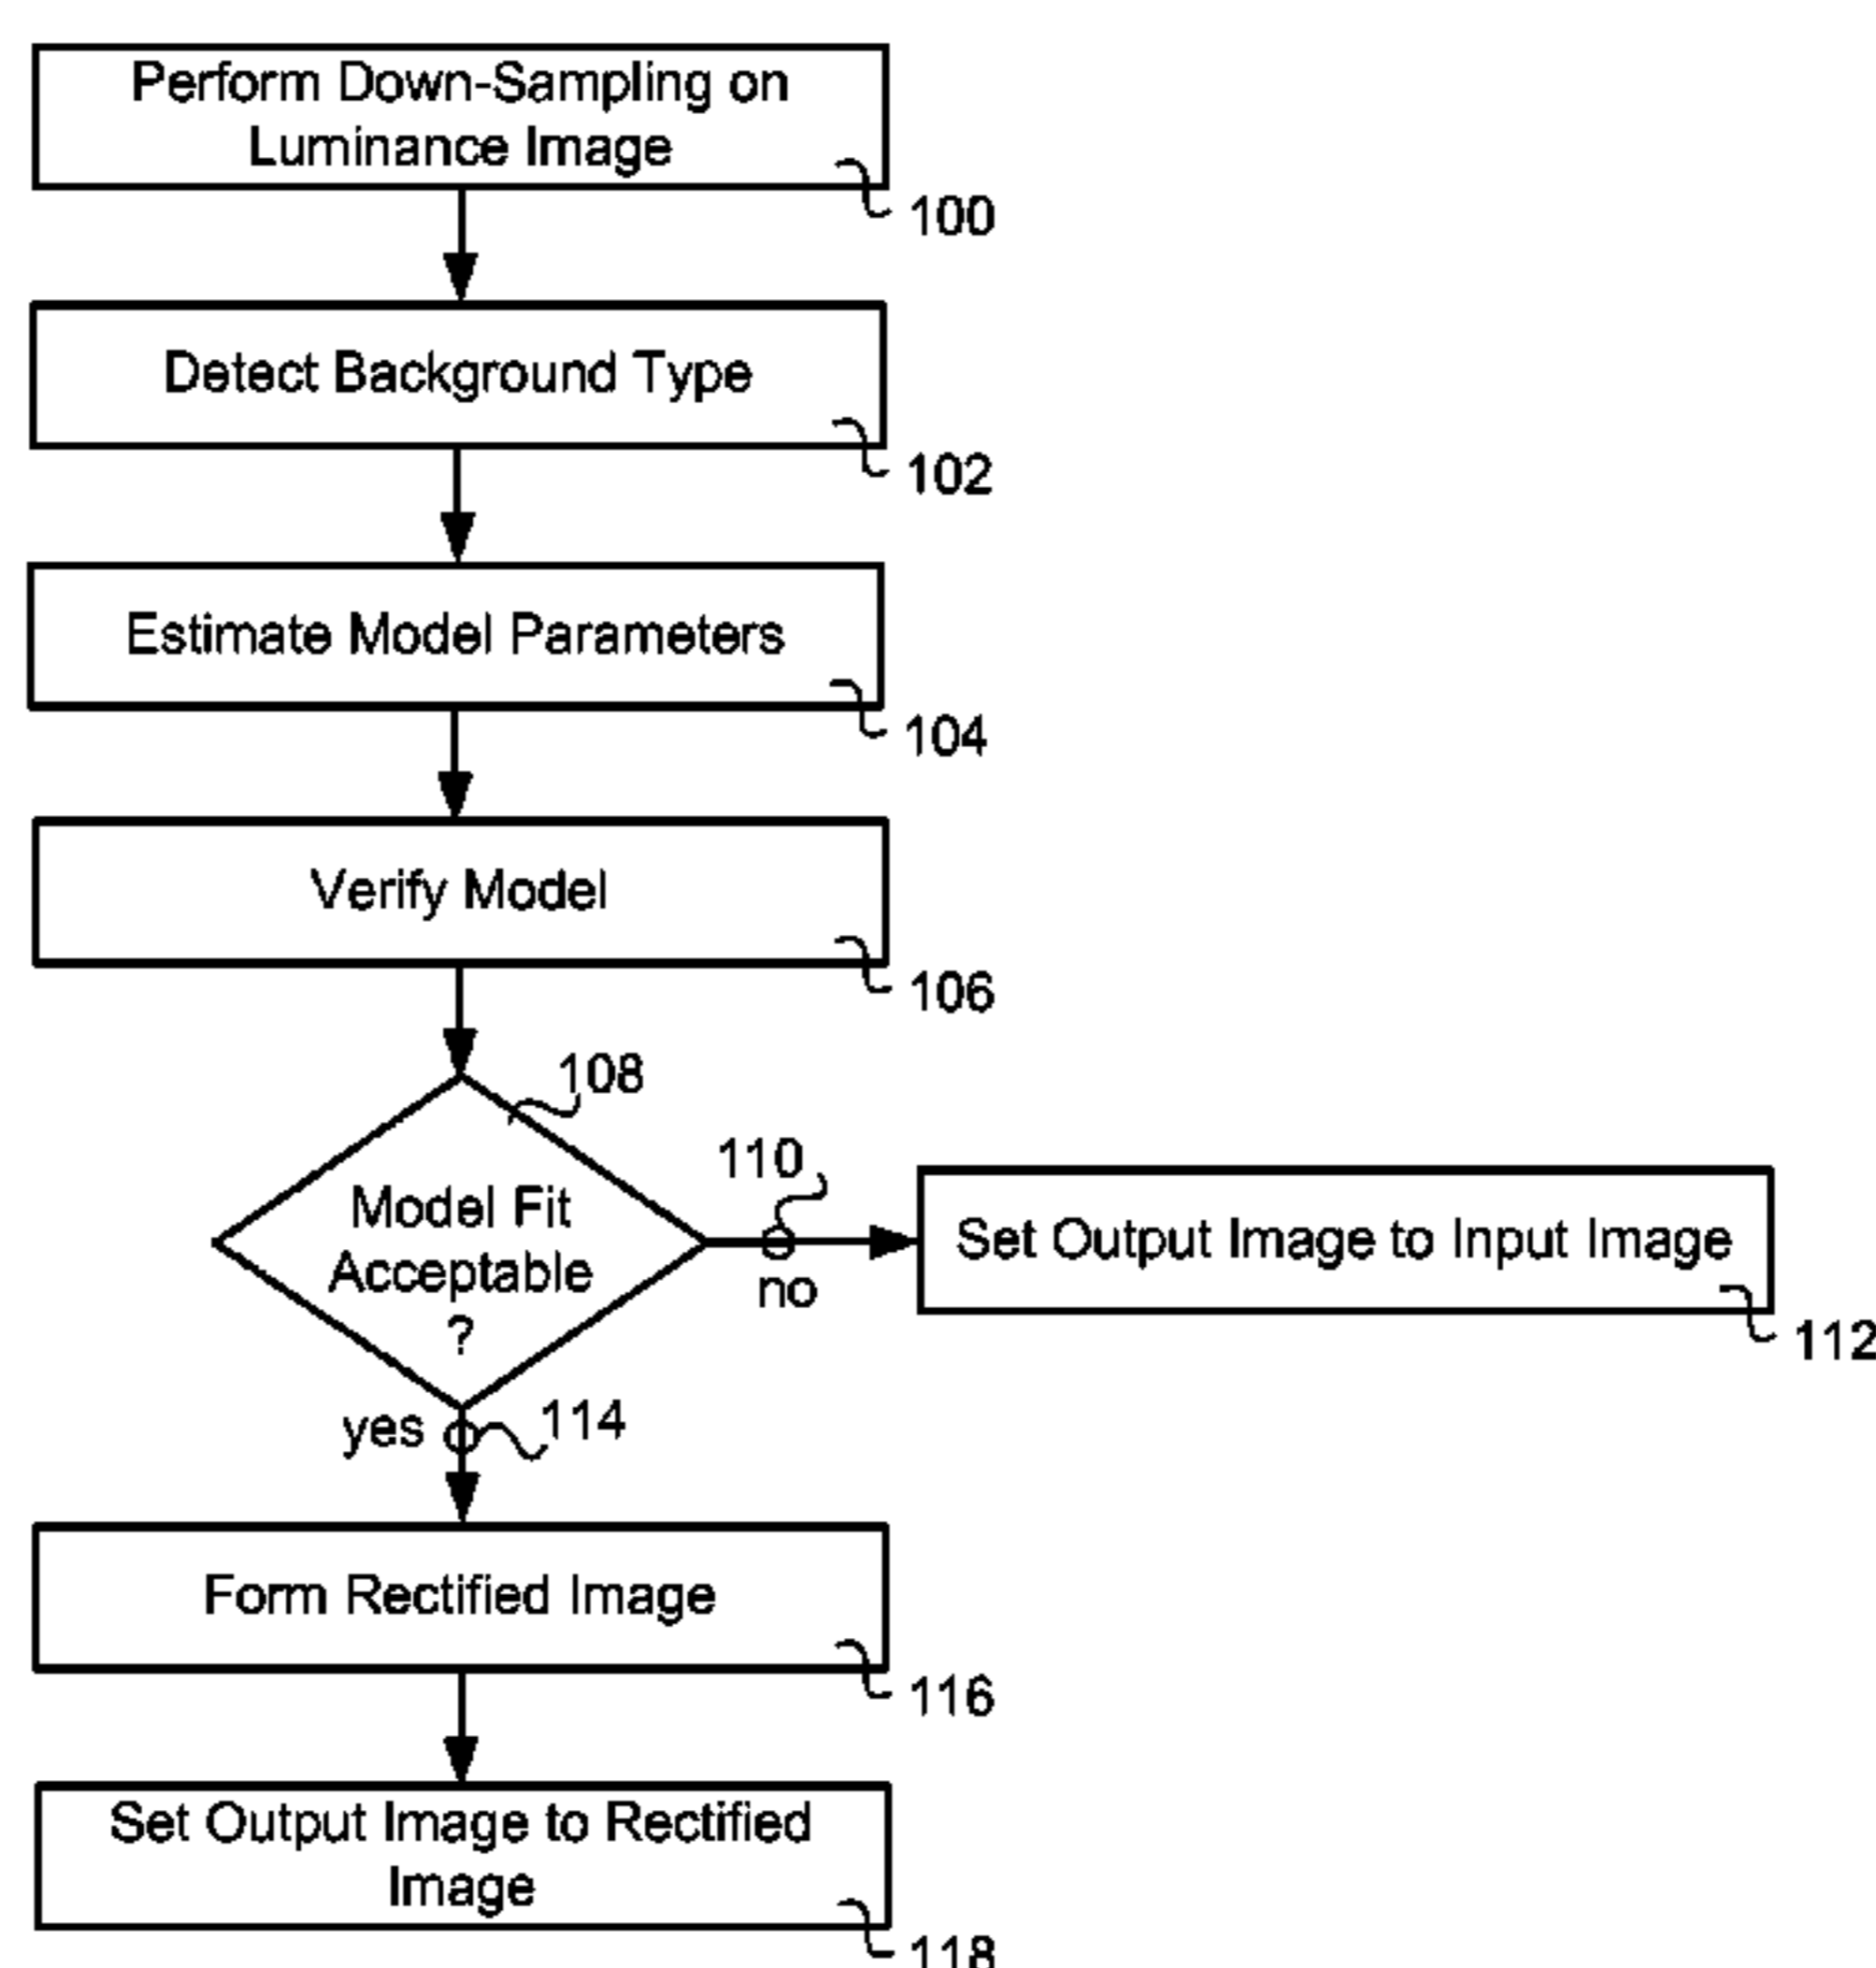 Perform Down-Sampling on
Luminance Image
100
Detect Background Type
102
Estimate Model Parameters
104
Verify Model
106
108
Model Fit
Acceptable
?
110
no
Set Output Image to Input Image
112
yes
114
Form Rectified Image
116
Set Output Image to Rectified
Image
118